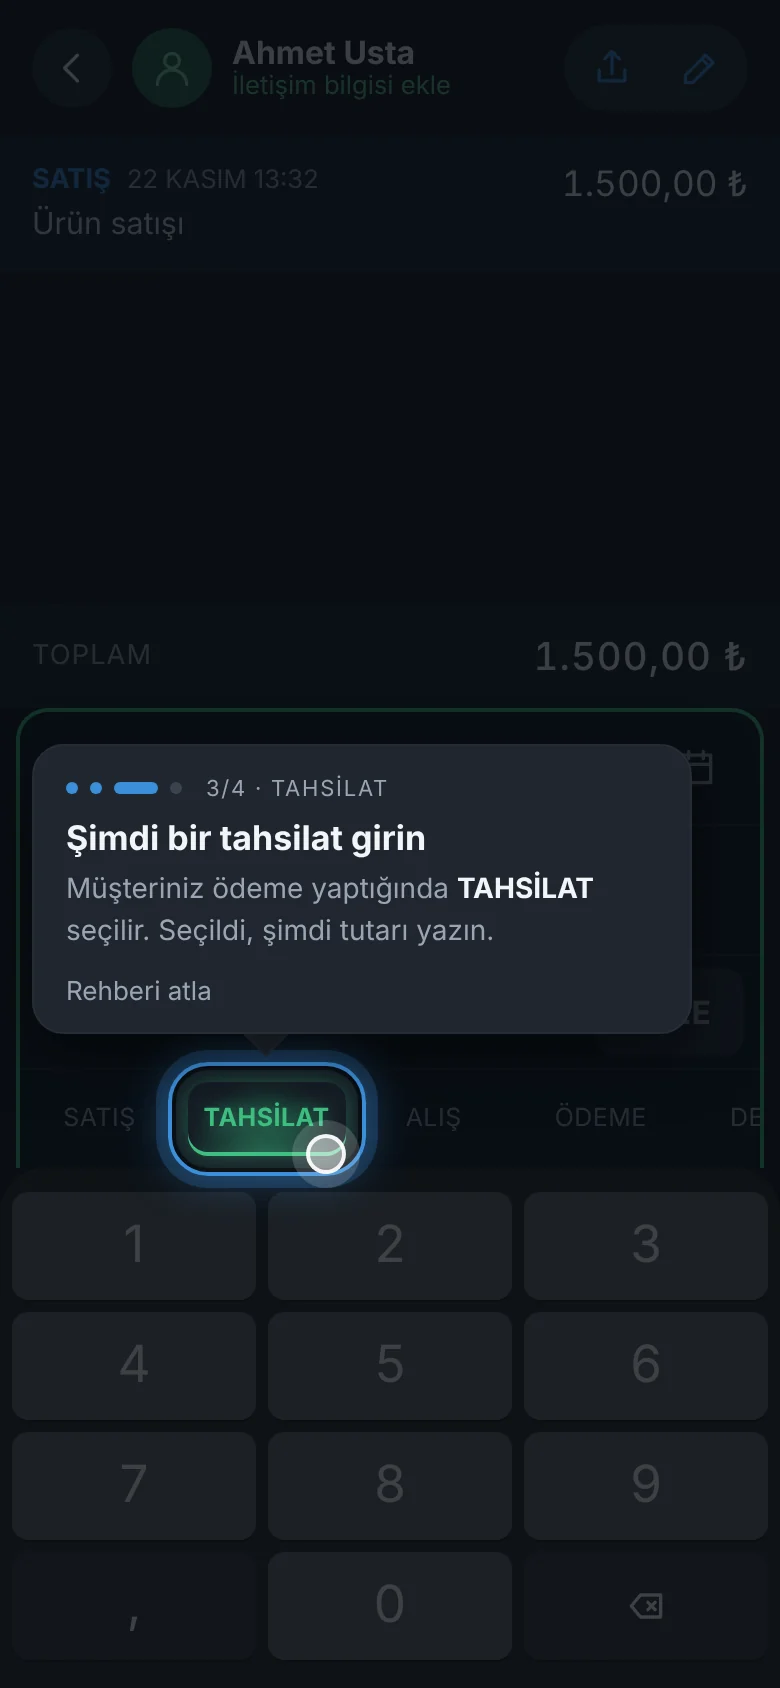 Ahmet Usta
İletişim bilgisi ekle
SATIŞ 22 KASIM 13:32 1.500,00 ₺
Ürün satışı
TOPLAM 1.500,00 ₺
3/4 · TAHSİLAT
Şimdi bir tahsilat girin
Müşteriniz ödeme yaptığında TAHSİLAT
seçilir. Seçildi, şimdi tutarı yazın.
Rehberi atla
SATIŞ TAHSİLAT ALIŞ ÖDEME
1 2 3
4 5 6
7 8 9
, 0